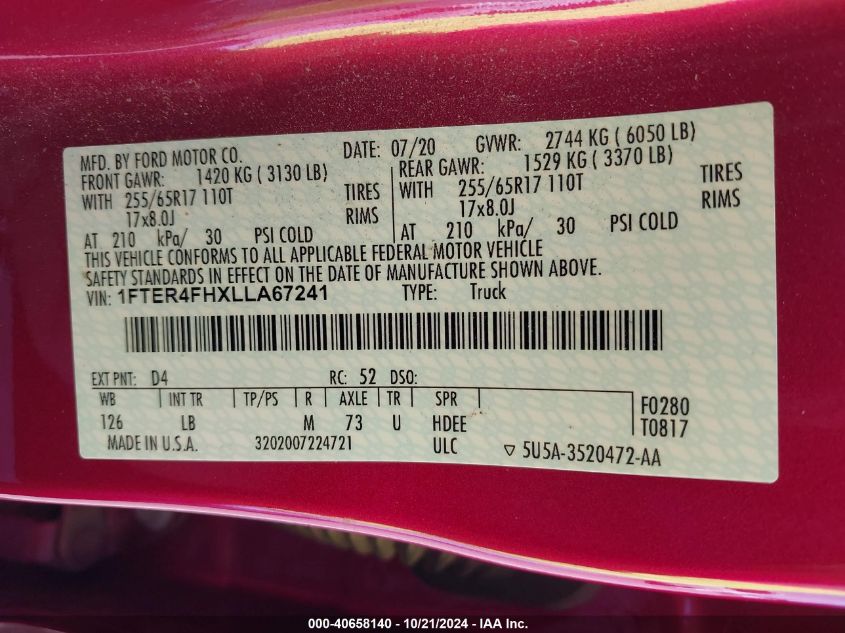 MFD. BY FORD MOTOR CO. DATE: 07/20 GVWR: 2744 KG ( 6050 LB)
FRONT GAWR: 1420 KG ( 3130 LB) REAR GAWR: 1529 KG ( 3370 LB)
WITH 255/65R17 110T TIRES WITH 255/65R17 110T TIRES
17x8.0J RIMS 17x8.0J RIMS
AT 210 kPa/ 30 PSI COLD AT 210 kPa/ 30 PSI COLD
THIS VEHICLE CONFORMS TO ALL APPLICABLE FEDERAL MOTOR VEHICLE
SAFETY STANDARDS IN EFFECT ON THE DATE OF MANUFACTURE SHOWN ABOVE.
VIN: 1FTER4FHXLLA67241 TYPE: Truck
EXT PNT: D4 RC: 52 DSO:
WB INT TR TP/PS R AXLE TR SPR F0280
126 LB M 73 U HDEE T0817
MADE IN U.S.A. 3202007224721 ULC ▽ 5U5A-3520472-AA
000-40658140 - 10/21/2024 - IAA Inc.